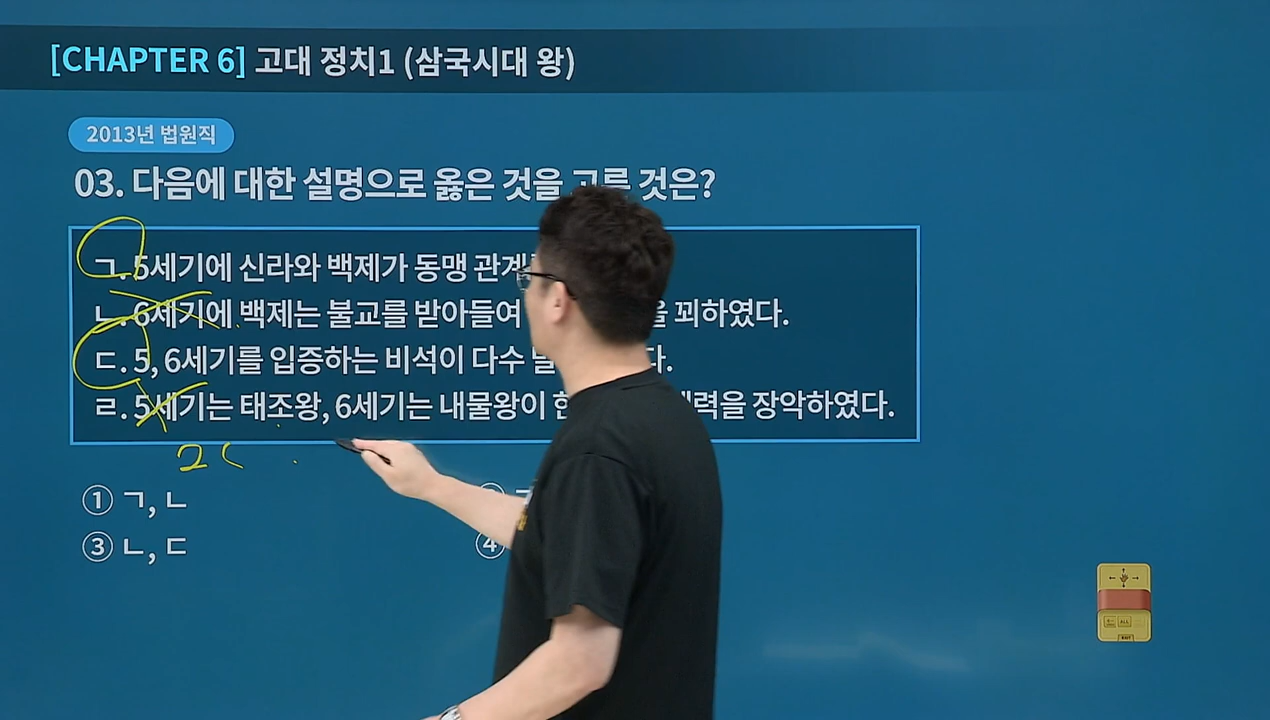 [CHAPTER 6] 고대 정치1 (삼국시대 왕)
2013년 법원직
03. 다음에 대한 설명으로 옳은 것을 고른 것은?
ㄱ. 5세기에 신라와 백제가 동맹 관계
ㄴ. 6세기에 백제는 불교를 받아들여 을 꾀하였다.
ㄷ. 5, 6세기를 입증하는 비석이 다수 다.
ㄹ. 5세기는 태조왕, 6세기는 내물왕이 세력을 장악하였다.
2C
① ㄱ, ㄴ
③ ㄴ, ㄷ ④
ALL
EXIT